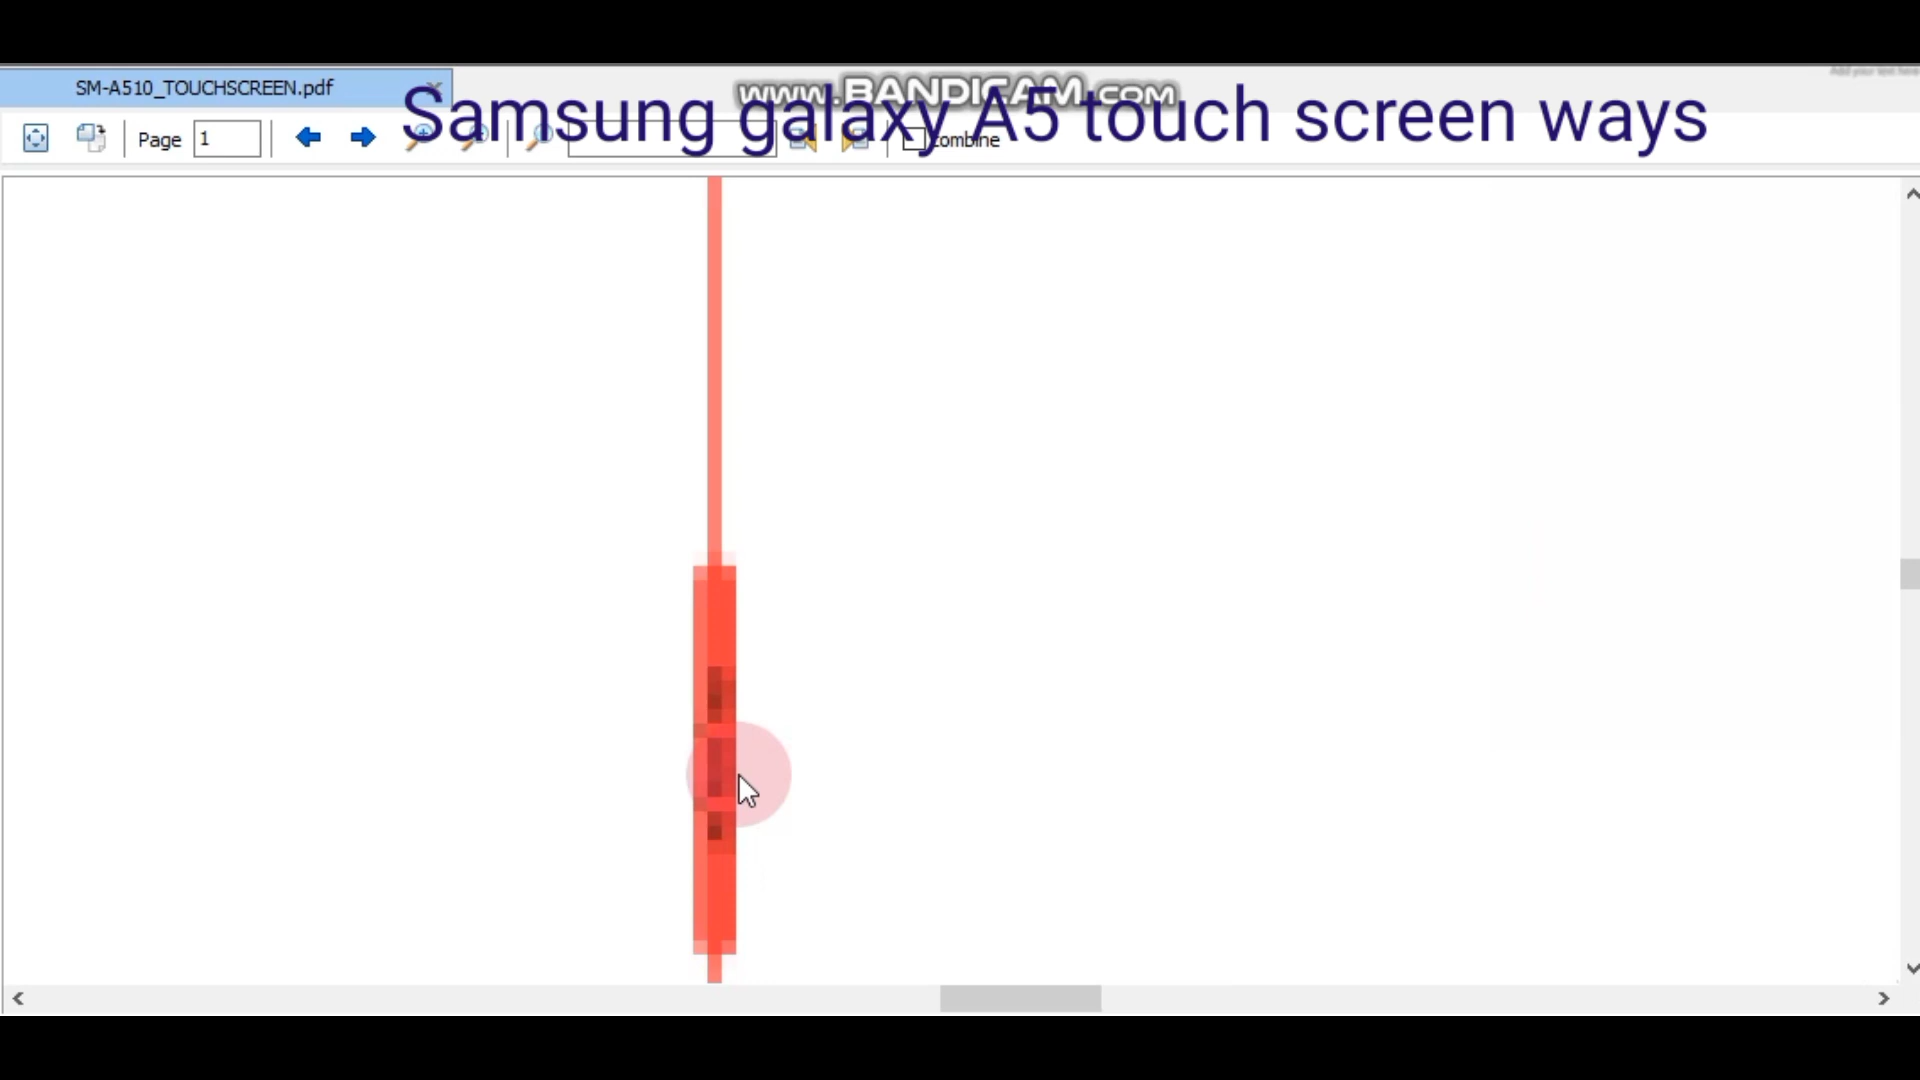 SM-A510_TOUCHSCREEN.pdf
www.BANDICAM.com
Samsung galaxy A5 touch screen ways
Page 1
Combine